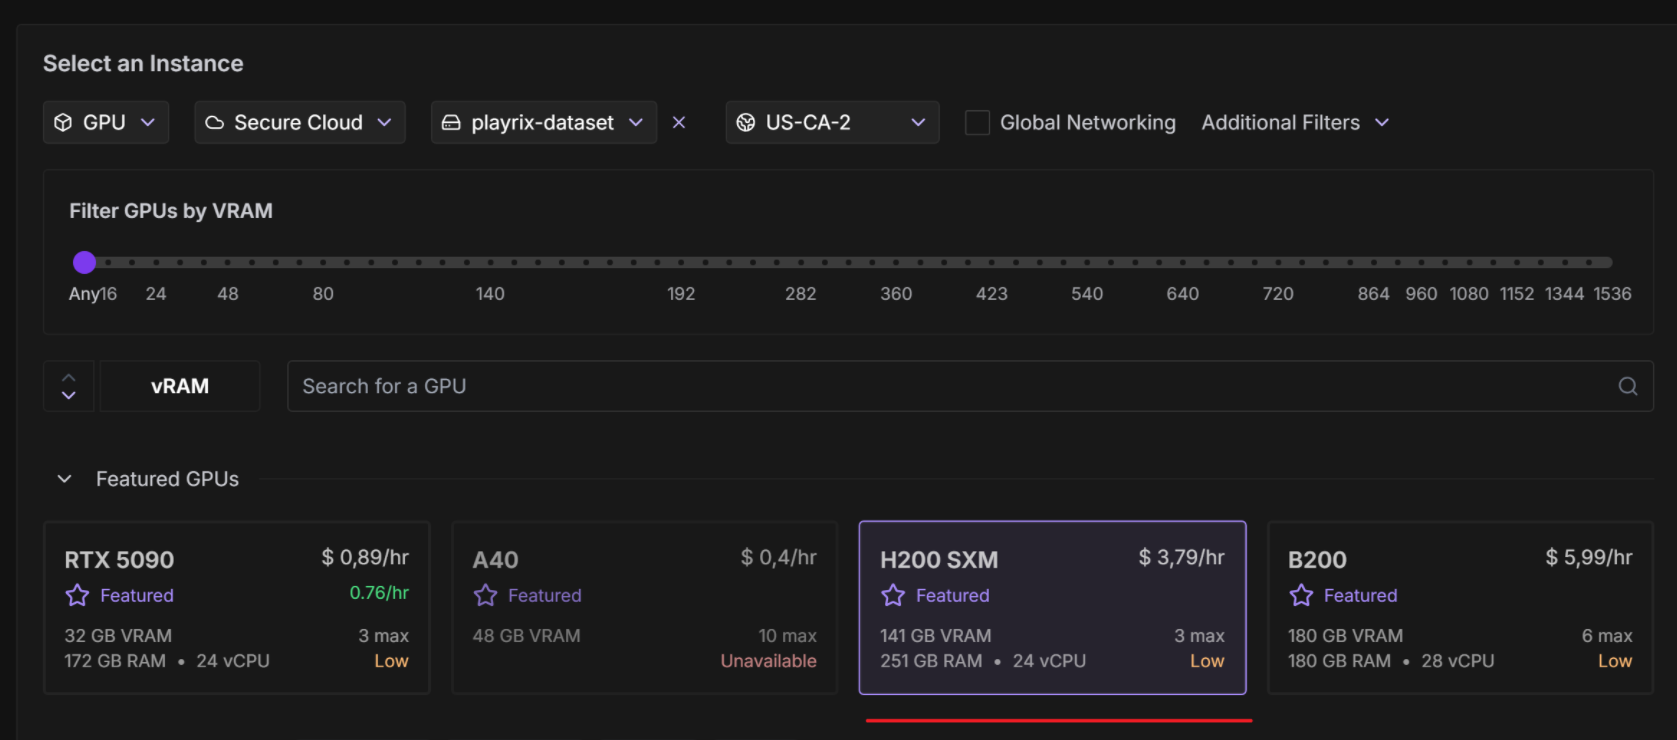 Select an Instance
GPU
Secure Cloud
playrix-dataset
US-CA-2
Global Networking
Additional Filters
Filter GPUs by VRAM
Any 16 24 48 80 140 192 282 360 423 540 640 720 864 960 1080 1152 1344 1536
vRAM
Search for a GPU
Featured GPUs
RTX 5090 $ 0,89/hr
Featured 0.76/hr
32 GB VRAM 3 max
172 GB RAM • 24 vCPU Low
A40 $ 0,4/hr
Featured
48 GB VRAM 10 max
Unavailable
H200 SXM $ 3,79/hr
Featured
141 GB VRAM 3 max
251 GB RAM • 24 vCPU Low
B200 $ 5,99/hr
Featured
180 GB VRAM 6 max
180 GB RAM • 28 vCPU Low